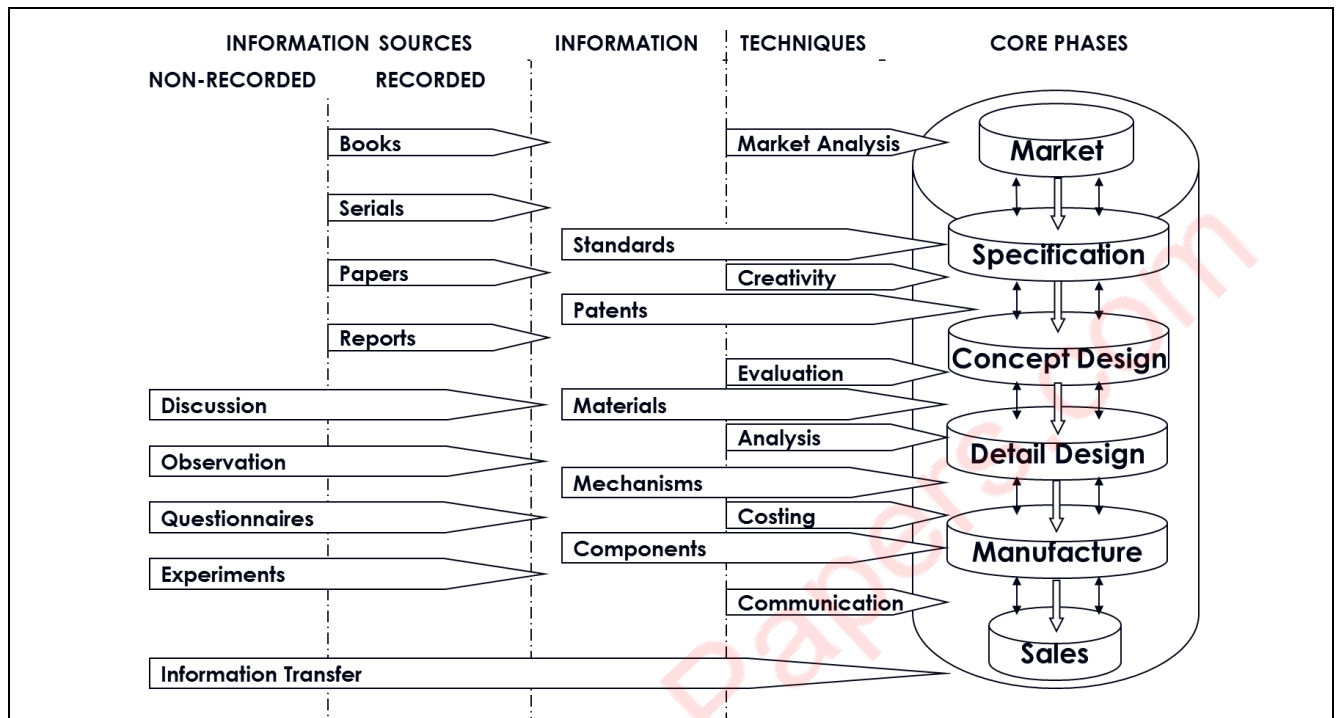 INFORMATION SOURCES INFORMATION TECHNIQUES CORE PHASES
NON-RECORDED RECORDED
Books
Market Analysis
Market
Serials
Standards
Specification
Papers
Creativity
Patents
Reports
Concept Design
Evaluation
Discussion
Materials
Analysis
Detail Design
Observation
Mechanisms
Questionnaires
Costing
Components
Manufacture
Experiments
Communication
Sales
Information Transfer
Papers.com